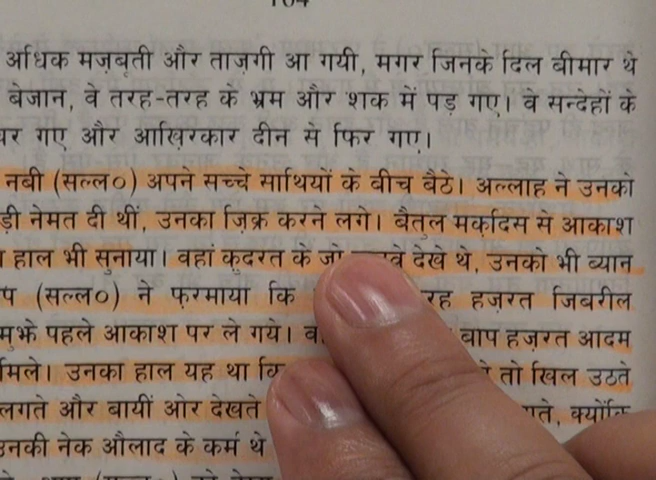 अधिक मज़बूती और ताज़गी आ गयी, मगर जिनके दिल बीमार थे
बेजान, वे तरह-तरह के भ्रम और शक में पड़ गए। वे सन्देहों के
गए और आख़िरकार दीन से फिर गए।
नबी (सल्ल०) अपने सच्चे साथियों के बीच बैठे। अल्लाह ने उनको
नेमत दी थीं, उनका ज़िक्र करने लगे। बैतुल मक़्दिस से आकाश
हाल भी सुनाया। वहां क़ुदरत के जो देखे थे, उनको भी ब्यान
(सल्ल०) ने फ़रमाया कि हज़रत जिबरील
मुझे पहले आकाश पर ले गये। बाप हज़रत आदम
मिले। उनका हाल यह था तो खिल उठते
लगते और बायीं ओर देखते क्योंकि
उनकी नेक औलाद के कर्म थे